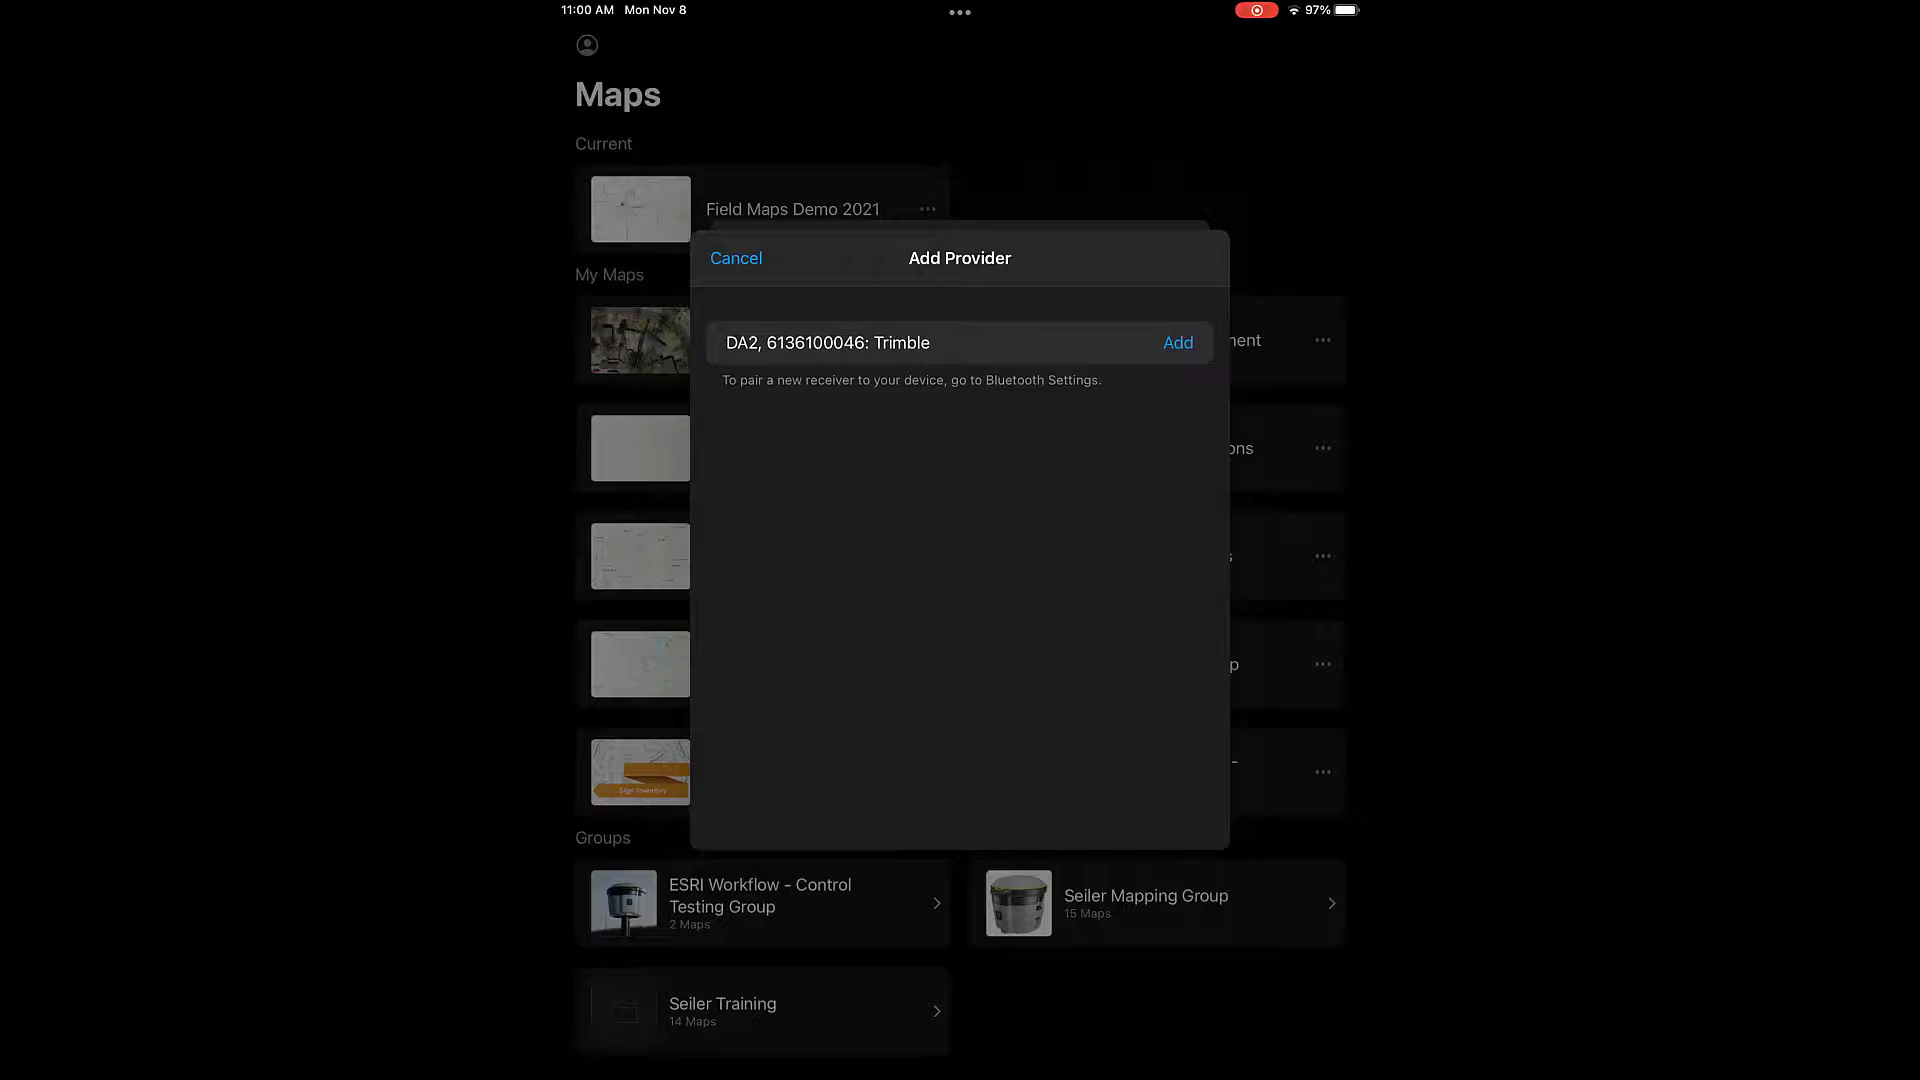 11:00 AM Mon Nov 8
97%
Maps
Current
Field Maps Demo 2021
Cancel
Add Provider
My Maps
DA2, 6136100046: Trimble
Add
To pair a new receiver to your device, go to Bluetooth Settings.
Sign Inventory
Groups
ESRI Workflow - Control
Testing Group
2 Maps
Seiler Mapping Group
15 Maps
Seiler Training
14 Maps